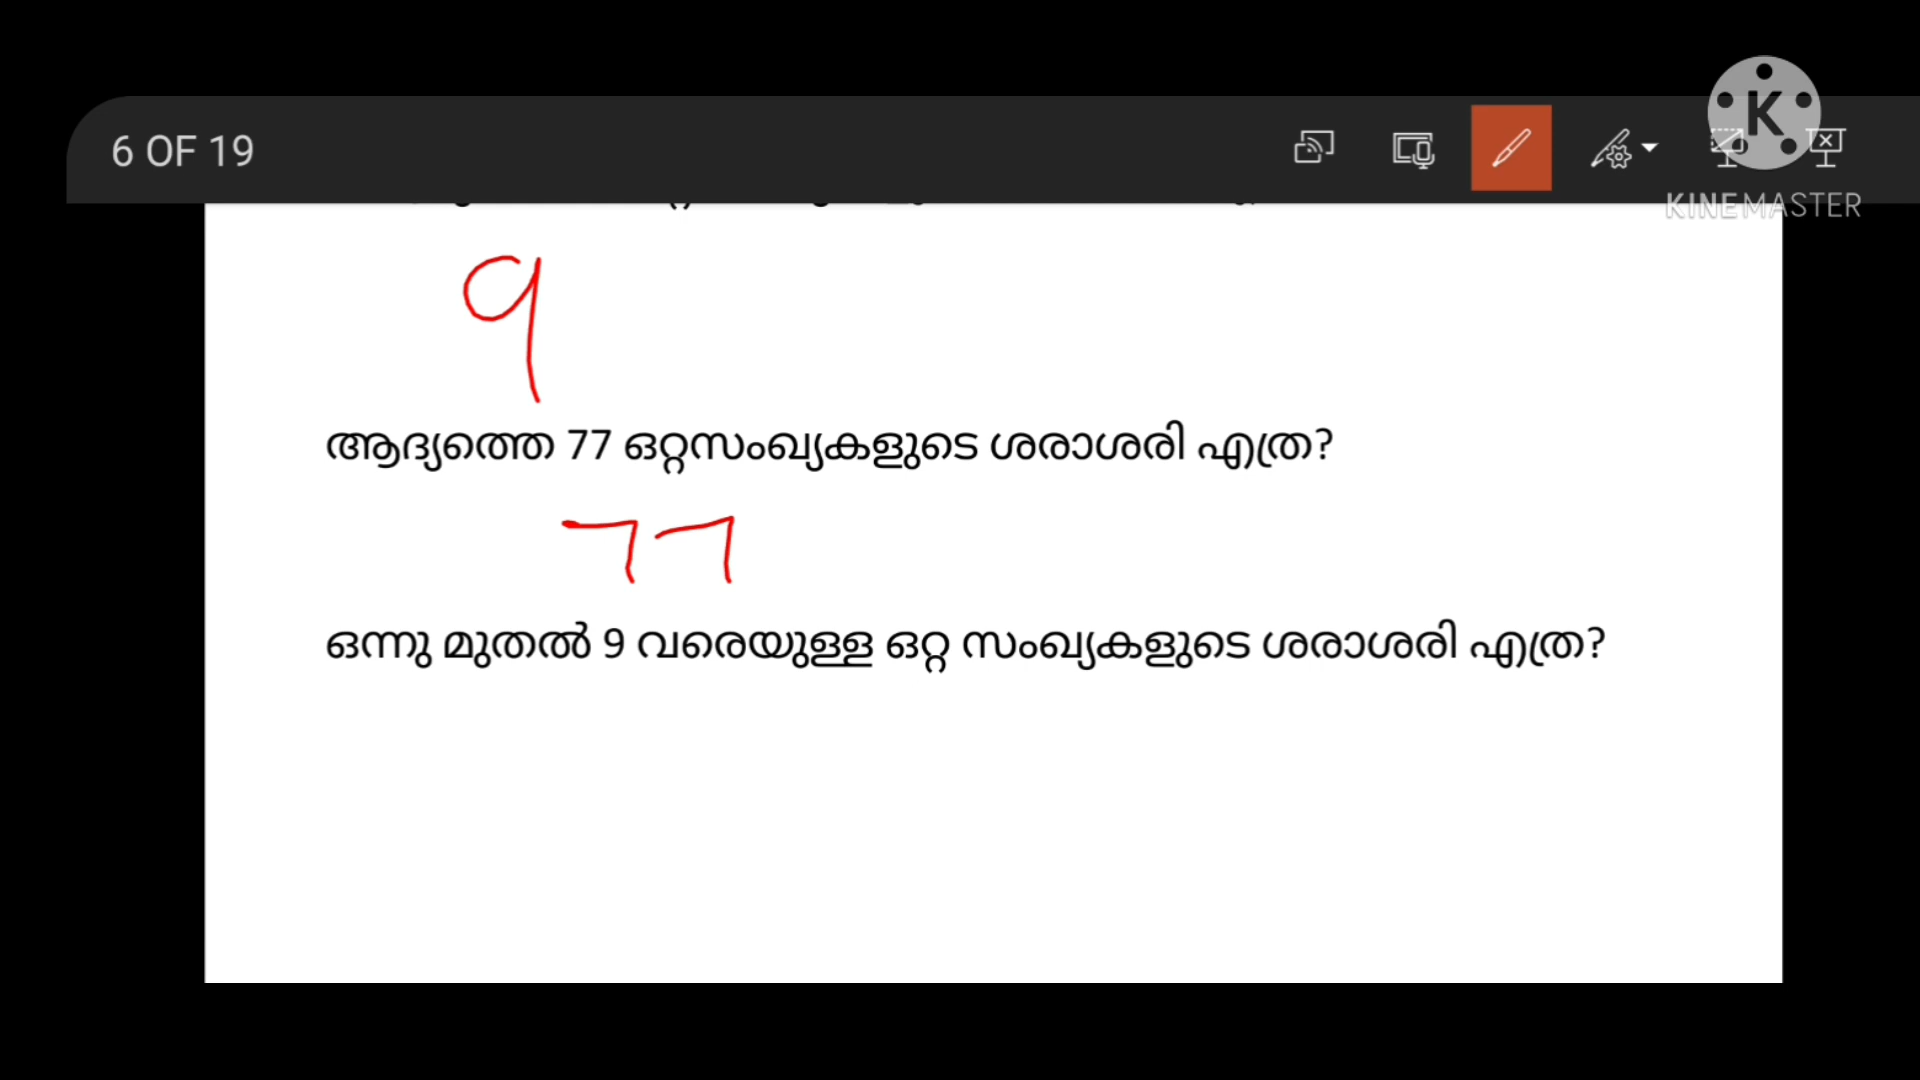 6 OF 19
KINEMASTER
9
ആദ്യത്തെ 77 ഒറ്റസംഖ്യകളുടെ ശരാശരി എത്ര?
77
ഒന്നു മുതൽ 9 വരെയുള്ള ഒറ്റ സംഖ്യകളുടെ ശരാശരി എത്ര?